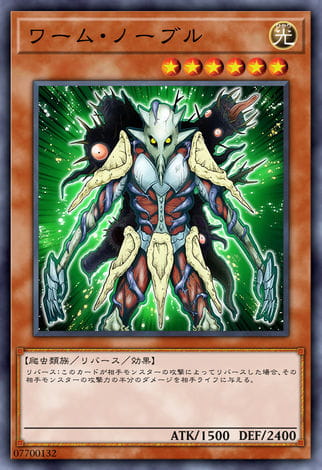 ワーム・ノーブル
光
【爬虫類族／リバース／効果】
リバース:このカードが相手モンスターの攻撃によってリバースした場合、その
相手モンスターの攻撃力の半分のダメージを相手ライフに与える。
ATK/1500 DEF/2400
07700132